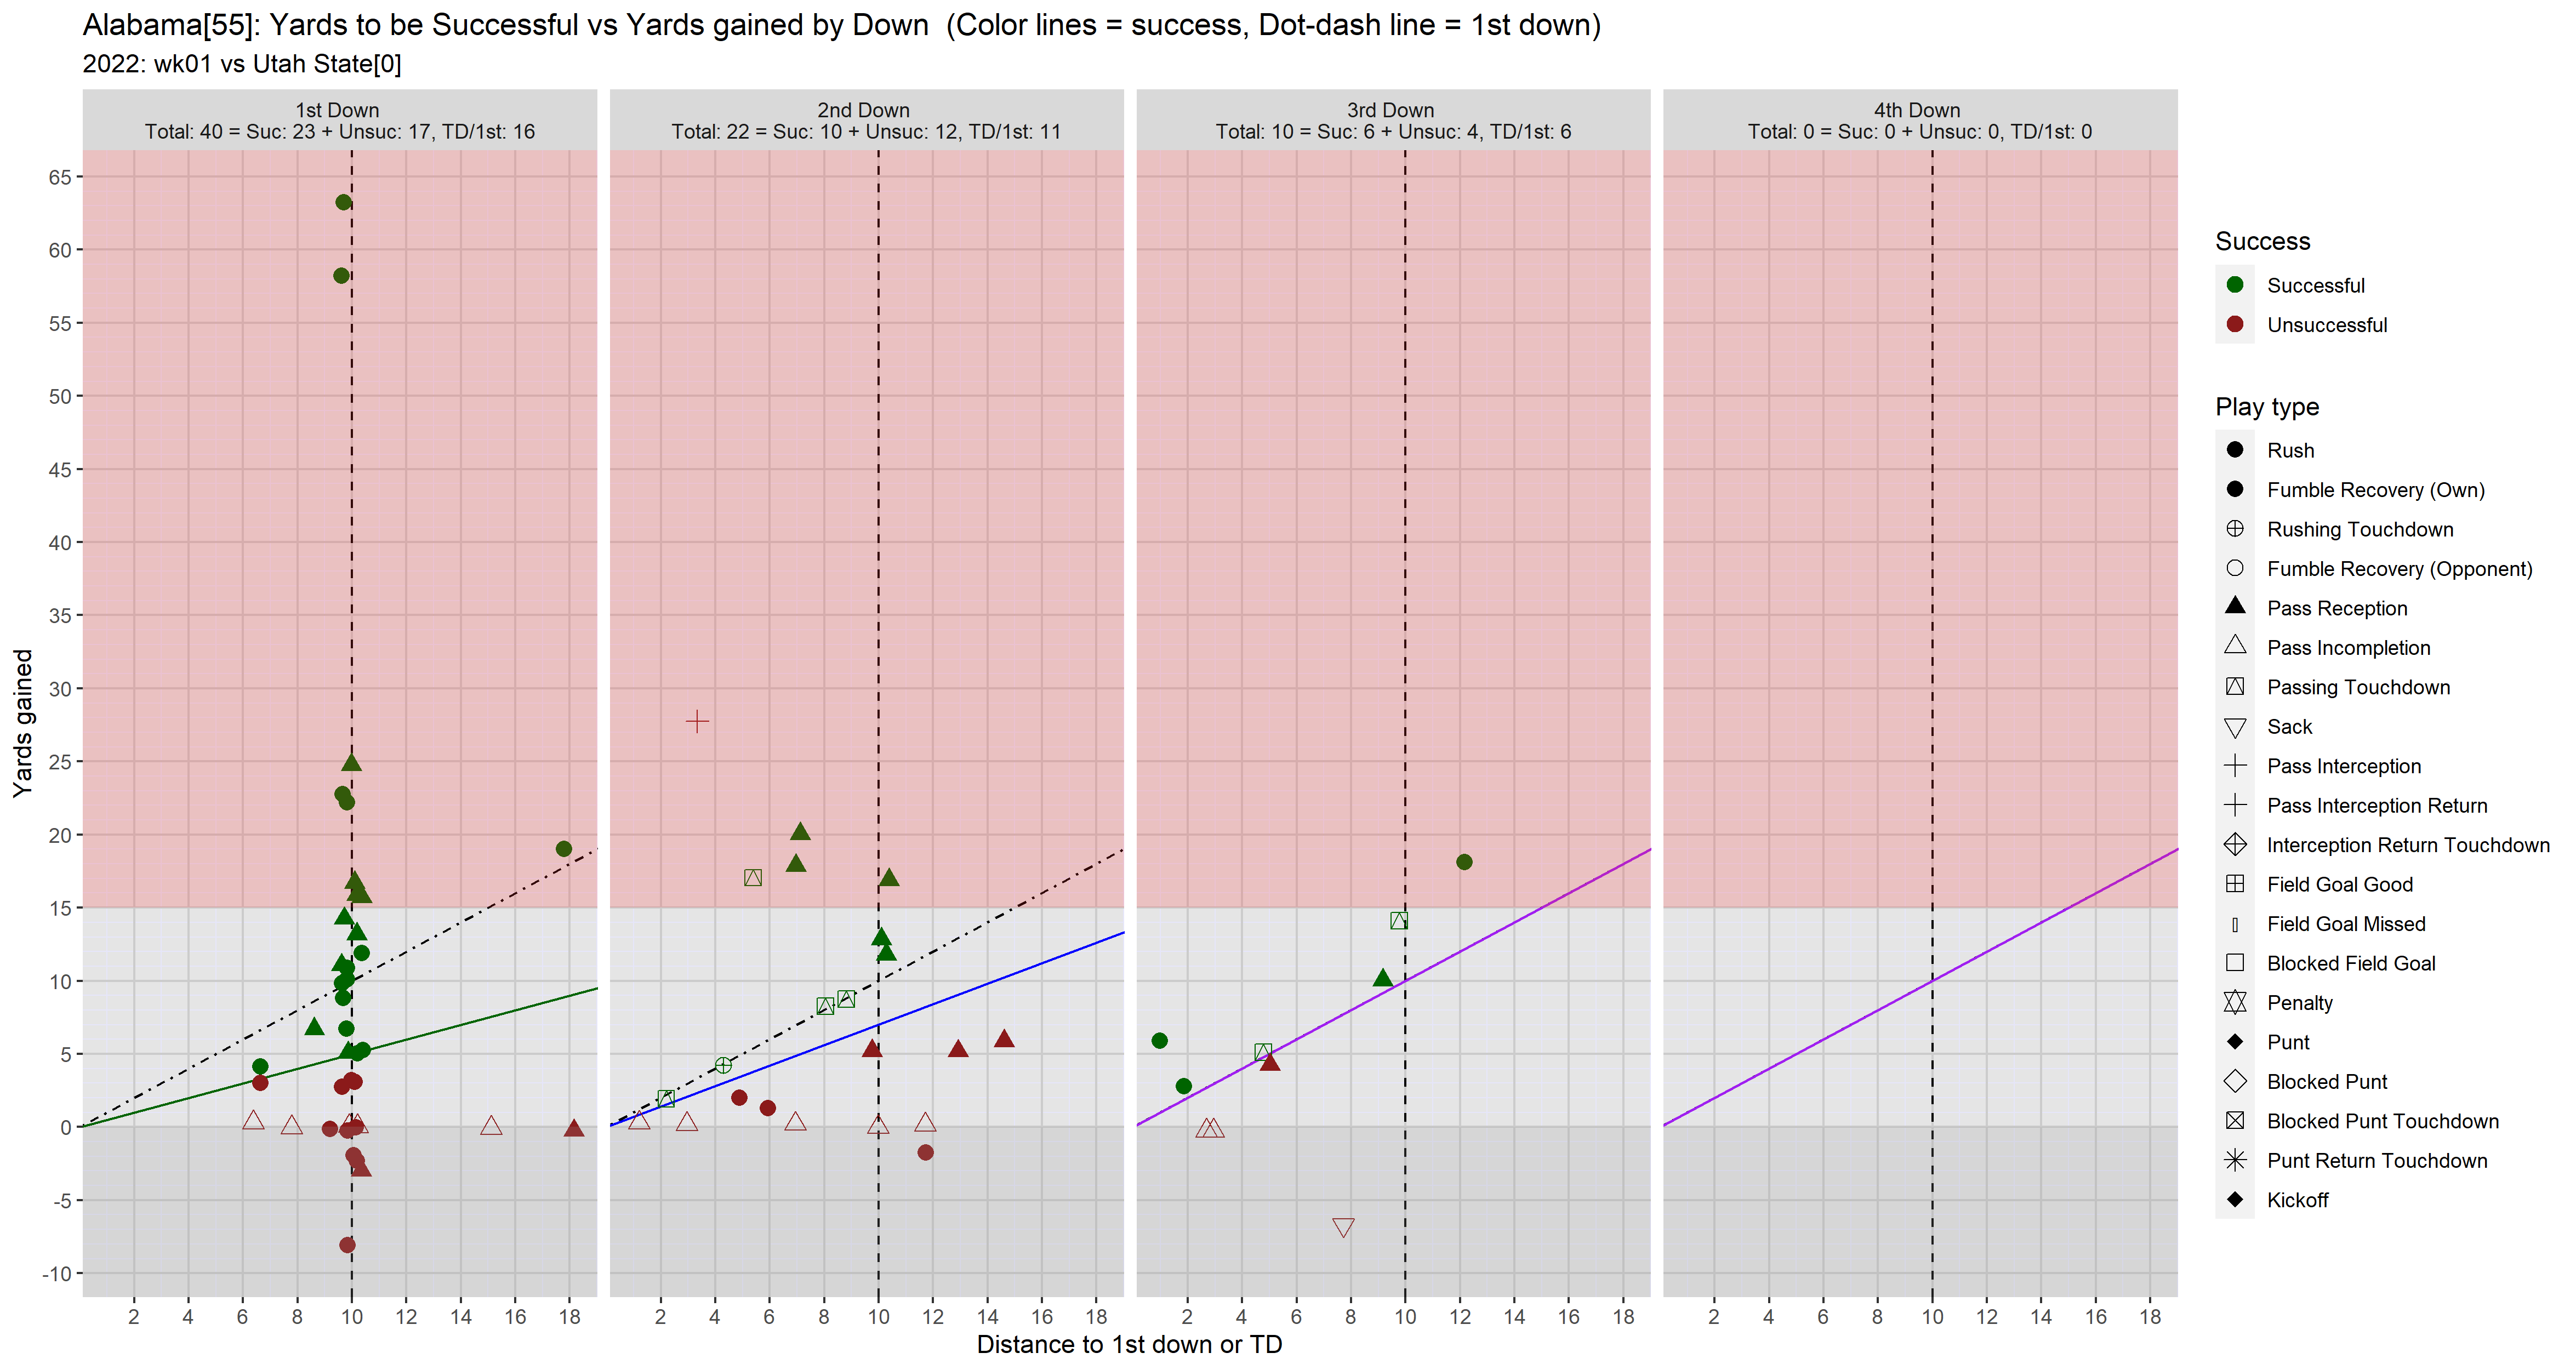 Alabama[55]: Yards to be Successful vs Yards gained by Down  (Color lines = success, Dot-dash line = 1st down)
2022: wk01 vs Utah State[0]
1st Down
Total: 40 = Suc: 23 + Unsuc: 17, TD/1st: 16
2nd Down
Total: 22 = Suc: 10 + Unsuc: 12, TD/1st: 11
3rd Down
Total: 10 = Suc: 6 + Unsuc: 4, TD/1st: 6
4th Down
Total: 0 = Suc: 0 + Unsuc: 0, TD/1st: 0
Yards gained
65
60
55
50
45
40
35
30
25
20
15
10
5
0
-5
-10
2 4 6 8 10 12 14 16 18
2 4 6 8 10 12 14 16 18
2 4 6 8 10 12 14 16 18
2 4 6 8 10 12 14 16 18
Distance to 1st down or TD
Success
Successful
Unsuccessful
Play type
Rush
Fumble Recovery (Own)
Rushing Touchdown
Fumble Recovery (Opponent)
Pass Reception
Pass Incompletion
Passing Touchdown
Sack
Pass Interception
Pass Interception Return
Interception Return Touchdown
Field Goal Good
Field Goal Missed
Blocked Field Goal
Penalty
Punt
Blocked Punt
Blocked Punt Touchdown
Punt Return Touchdown
Kickoff